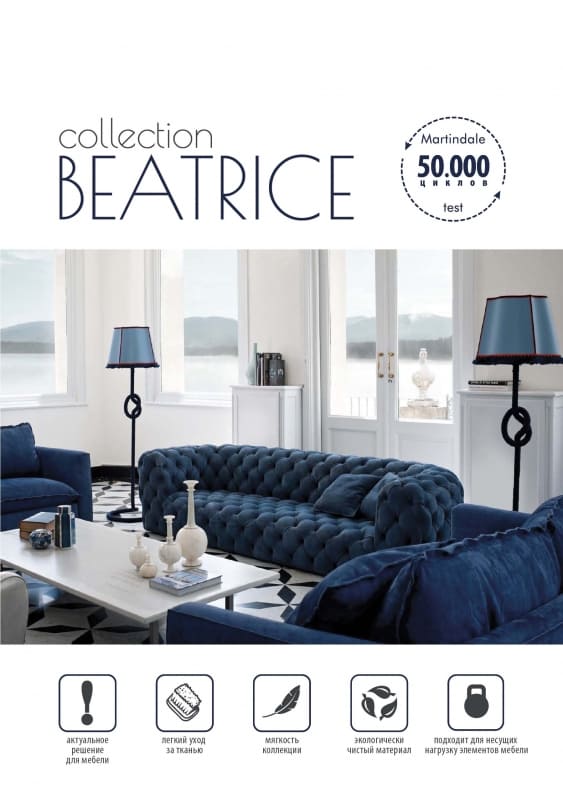 collection
BEATRICE
Martindale
50.000
ЦИКЛОВ
test
актуальное
решение
для мебели
легкий уход
за тканью
мягкость
коллекции
экологически
чистый материал
подходит для несущих
нагрузку элементов мебели